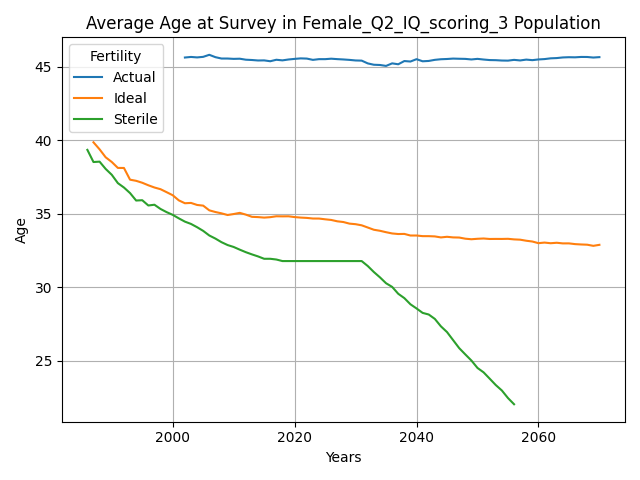 Average Age at Survey in Female_Q2_IQ_scoring_3 Population
Fertility
Actual
Ideal
Sterile
45
40
35
30
25
Age
2000
2020
2040
2060
Years